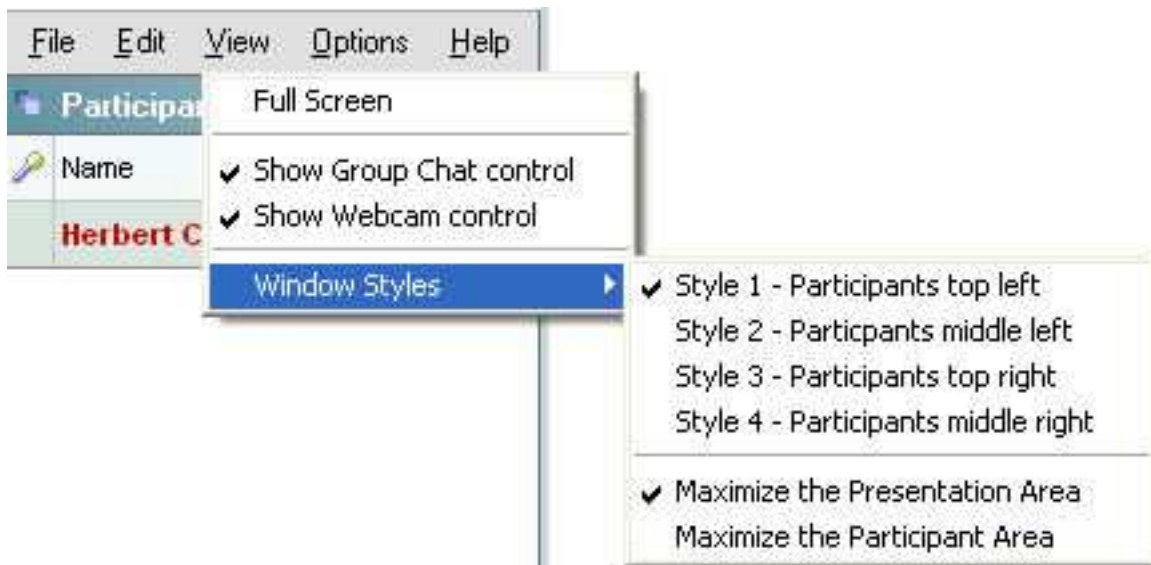 File Edit View Options Help
Participa
Full Screen
Name
Show Group Chat control
Show Webcam control
Herbert C
Window Styles
Style 1 - Participants top left
Style 2 - Particpants middle left
Style 3 - Participants top right
Style 4 - Participants middle right
Maximize the Presentation Area
Maximize the Participant Area